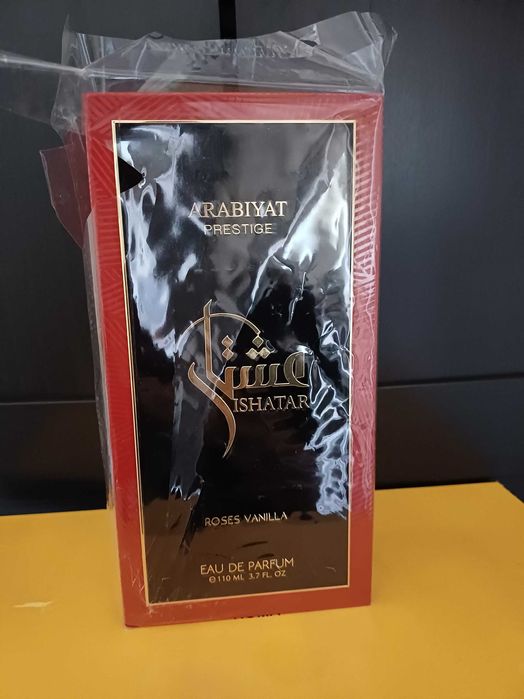 ARABIYAT
PRESTIGE
عشتار
ISHATAR
ROSES VANILLA
EAU DE PARFUM
℮ 110 ML 3.7 FL. OZ